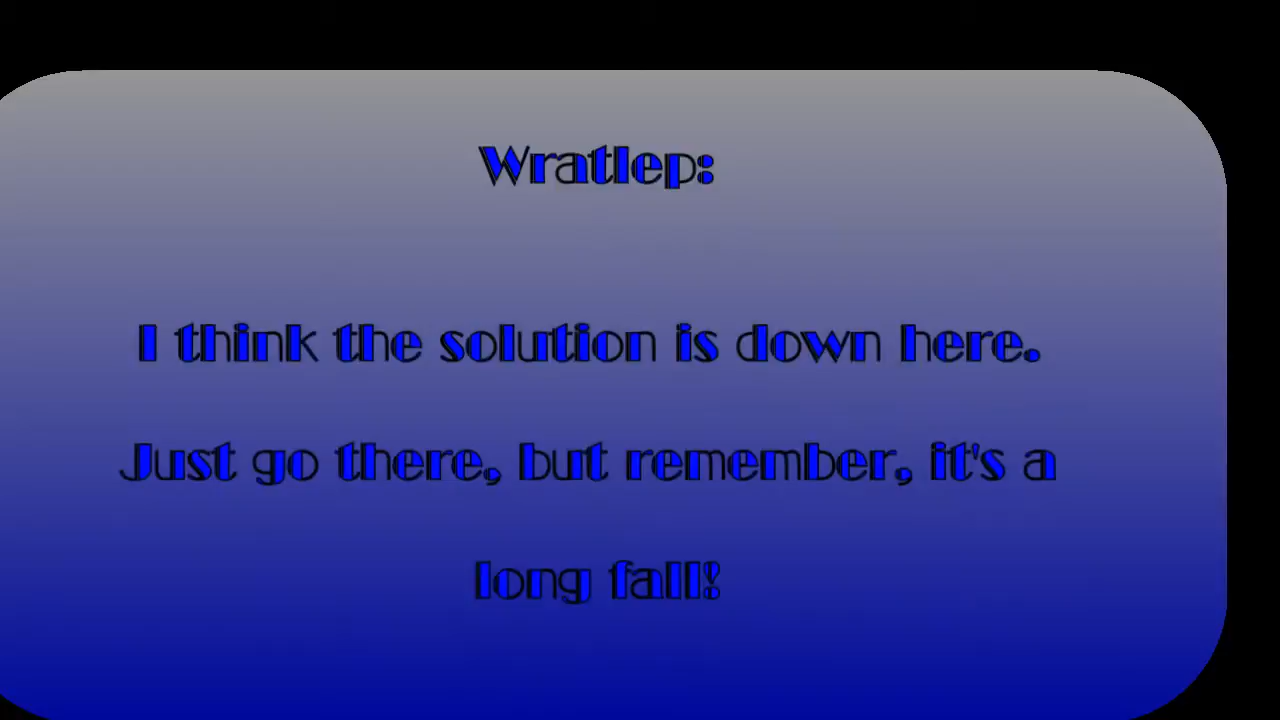 Wratlep:
I think the solution is down here.
Just go there, but remember, it's a
long fall!